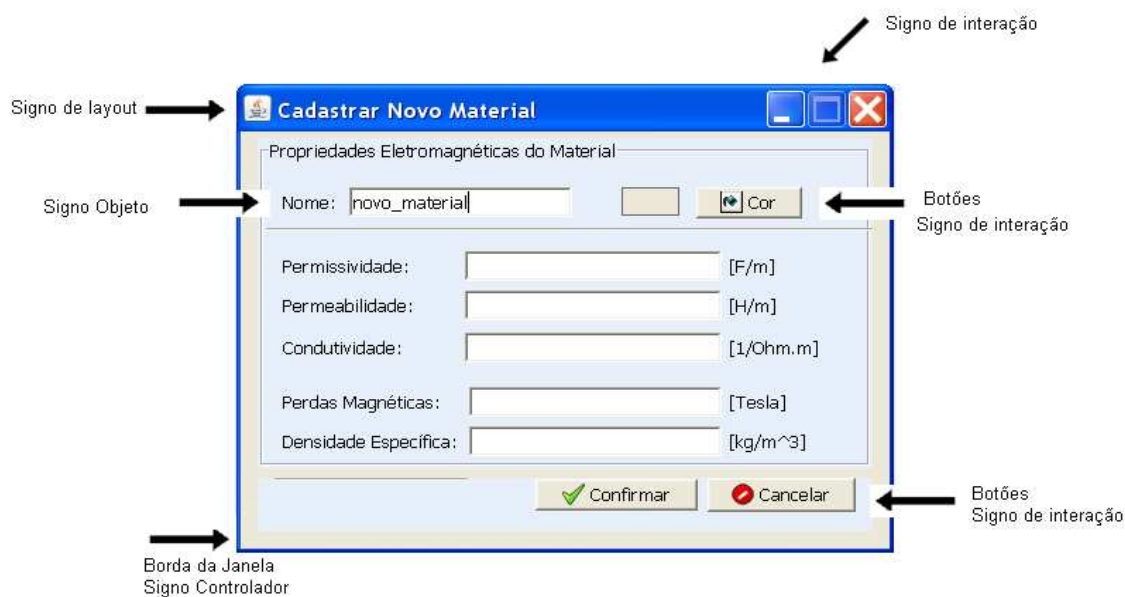 Signo de interação
Signo de layout
Cadastrar Novo Material
Propriedades Eletromagnéticas do Material
Signo Objeto
Nome: novo_material
Cor
Botões
Signo de interação
Permissividade: [F/m]
Permeabilidade: [H/m]
Condutividade: [1/Ohm.m]
Perdas Magnéticas: [Tesla]
Densidade Específica: [kg/m^3]
Confirmar
Cancelar
Botões
Signo de interação
Borda da Janela
Signo Controlador